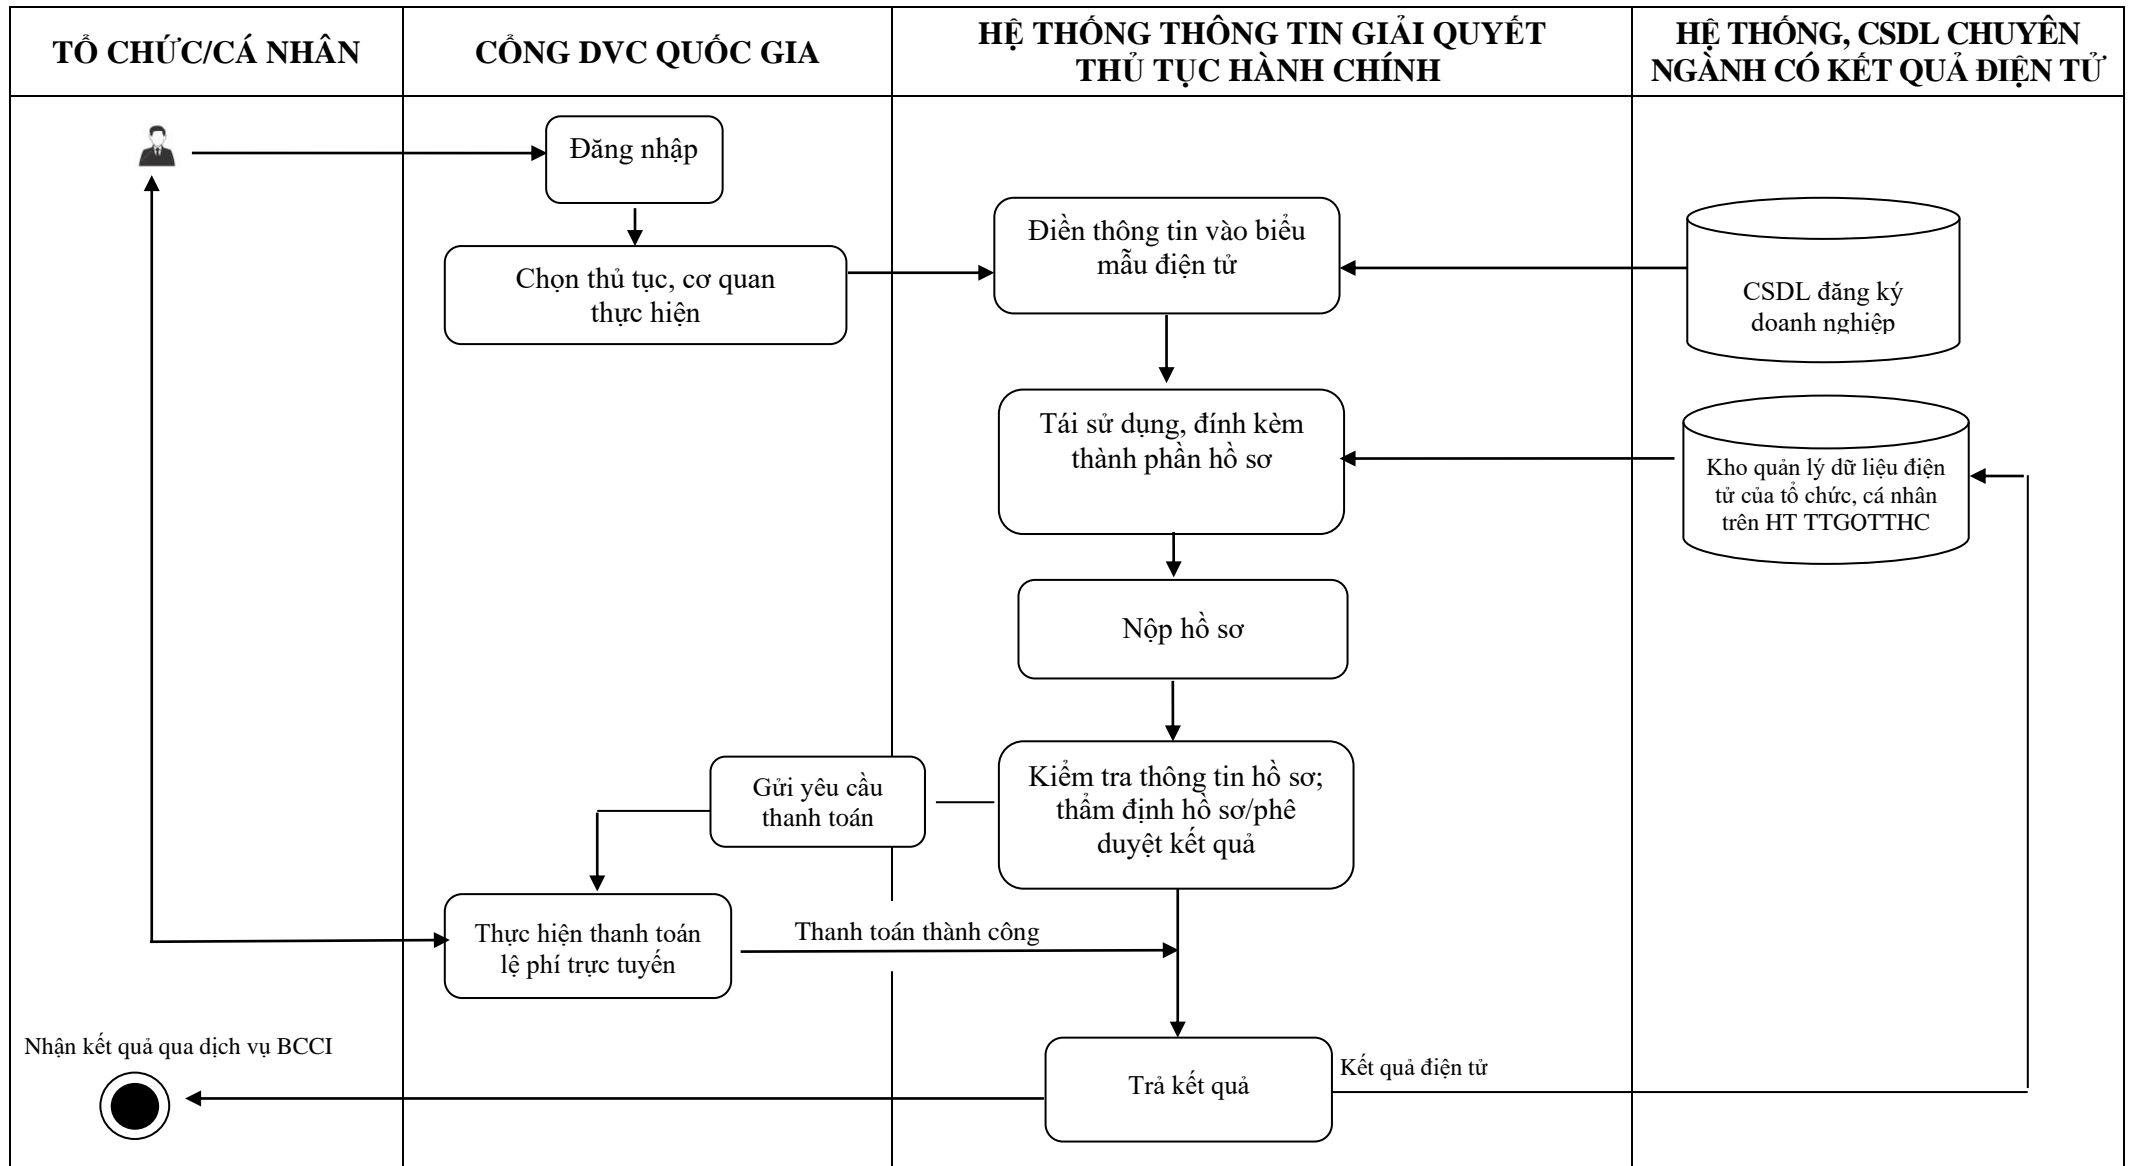 TỔ CHỨC/CÁ NHÂN
CỔNG DVC QUỐC GIA
HỆ THỐNG THÔNG TIN GIẢI QUYẾT
THỦ TỤC HÀNH CHÍNH
HỆ THỐNG, CSDL CHUYÊN
NGÀNH CÓ KẾT QUẢ ĐIỆN TỬ
Đăng nhập
Chọn thủ tục, cơ quan
thực hiện
Điền thông tin vào biểu
mẫu điện tử
CSDL đăng ký
doanh nghiệp
Tái sử dụng, đính kèm
thành phần hồ sơ
Kho quản lý dữ liệu điện
tử của tổ chức, cá nhân
trên HT TTGQTTHC
Nộp hồ sơ
Kiểm tra thông tin hồ sơ;
thẩm định hồ sơ/phê
duyệt kết quả
Gửi yêu cầu
thanh toán
Thực hiện thanh toán
lệ phí trực tuyến
Thanh toán thành công
Nhận kết quả qua dịch vụ BCCI
Trả kết quả
Kết quả điện tử